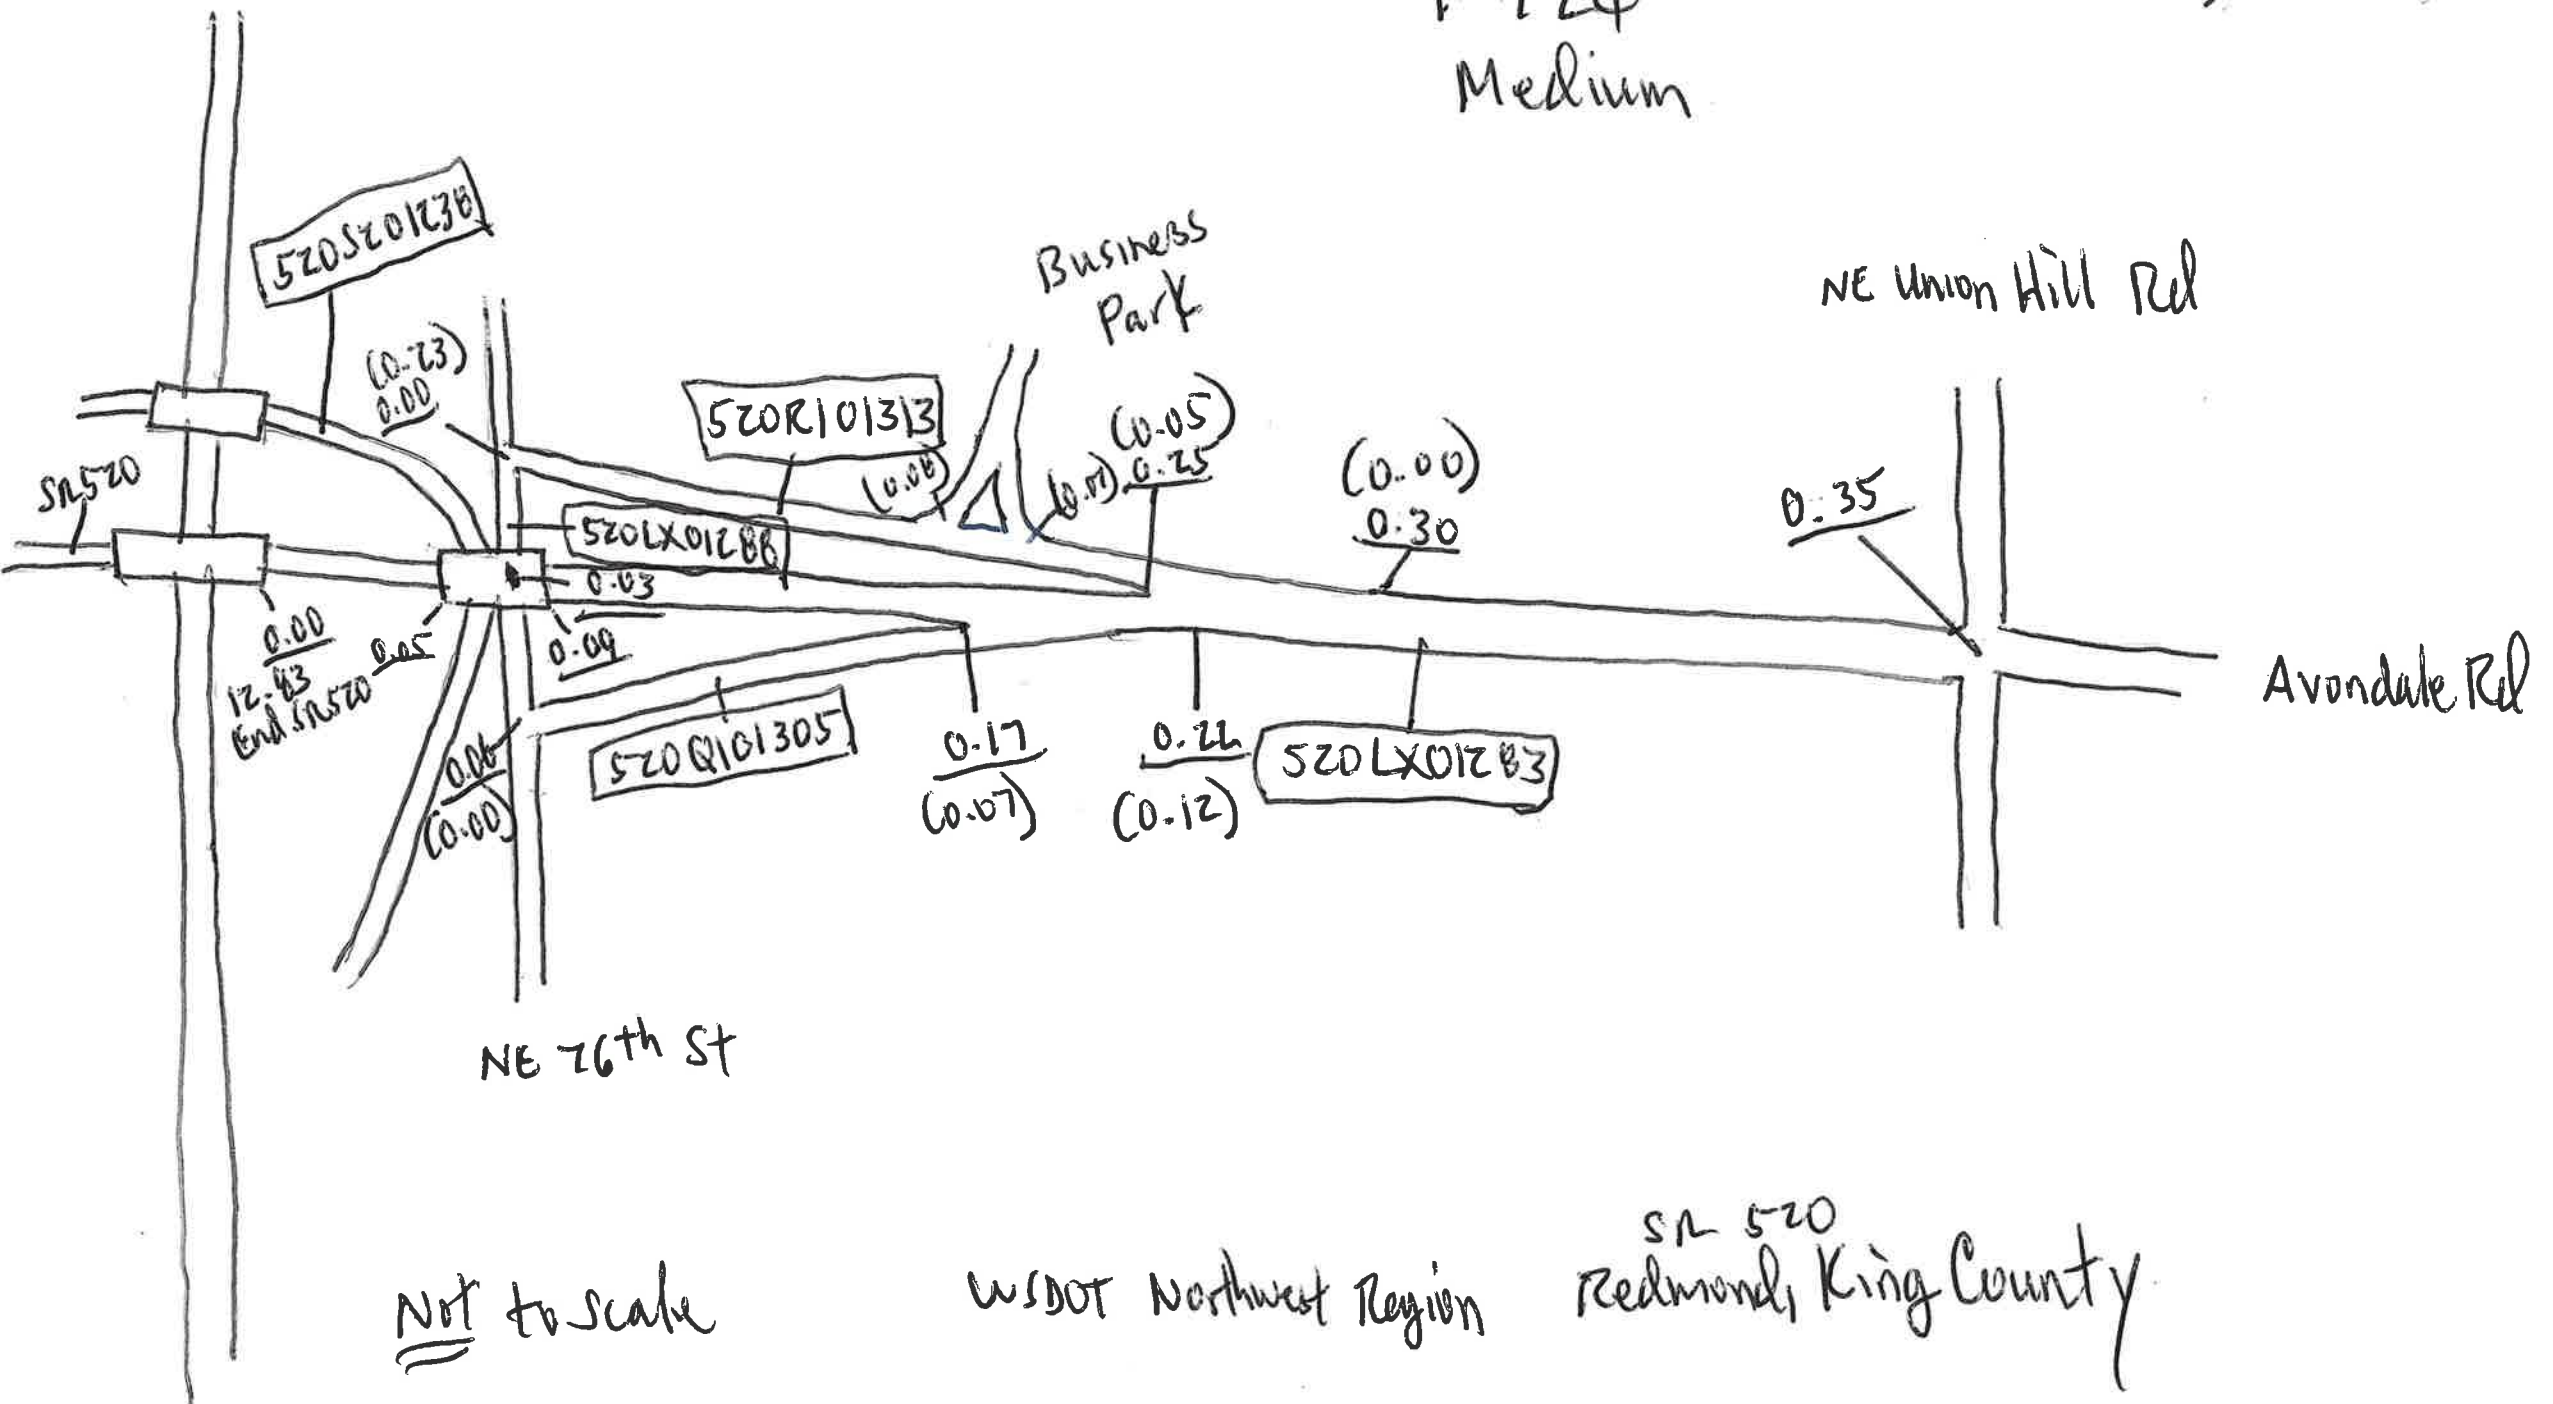 Medium
520S201238
Business
Park
NE Union Hill Rd
(0.23)
0.00
520R101313
(0.05)
0.25
(0.00)
0.30
0.35
SR520
520LX01288
0.03
0.00
12.83
End SR520
0.05
0.09
520Q101305
0.06
(0.00)
0.17
(0.07)
0.22
(0.12)
520LX01283
Avondale Rd
NE 76th St
Not to scale
WSDOT Northwest Region
SR 520
Redmond, King County